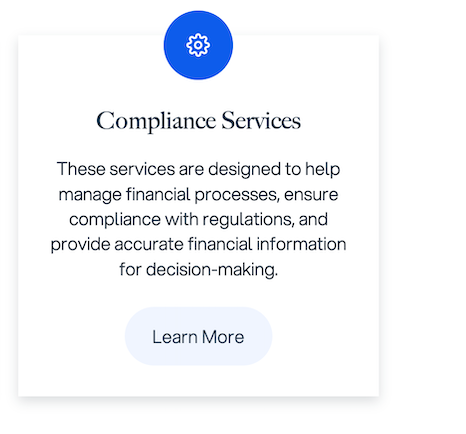 Compliance Services
These services are designed to help
manage financial processes, ensure
compliance with regulations, and
provide accurate financial information
for decision-making.
Learn More